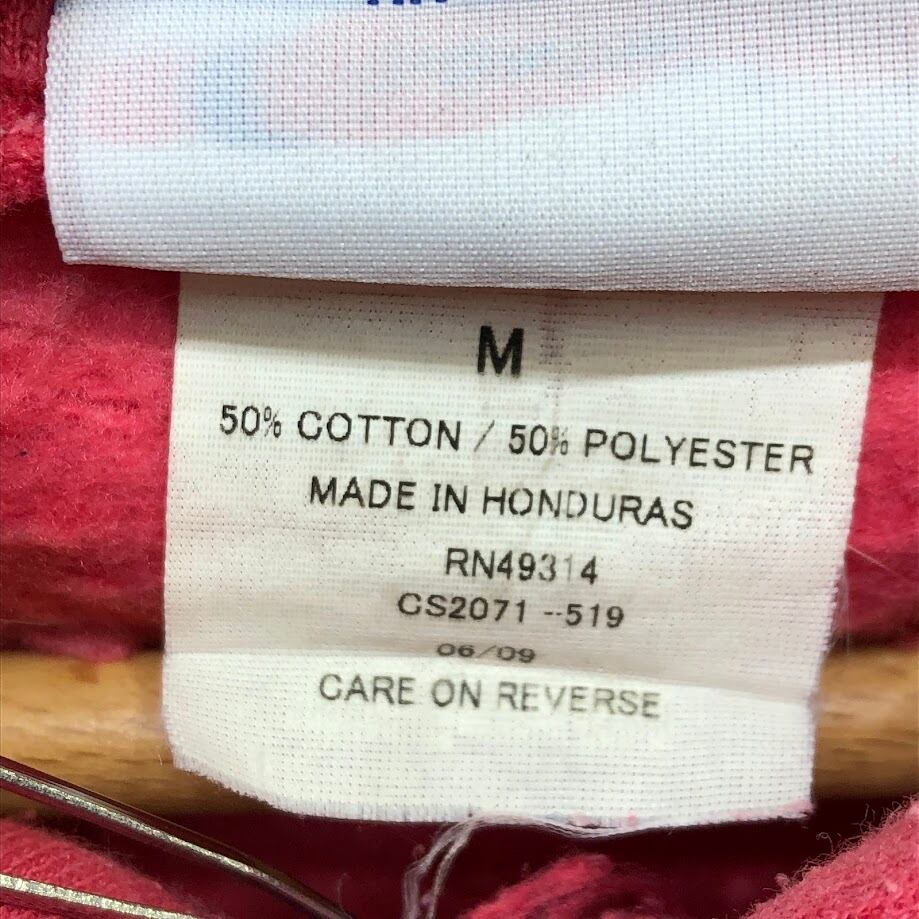 M
50% COTTON / 50% POLYESTER
MADE IN HONDURAS
RN49314
CS2071 --519
06/09
CARE ON REVERSE